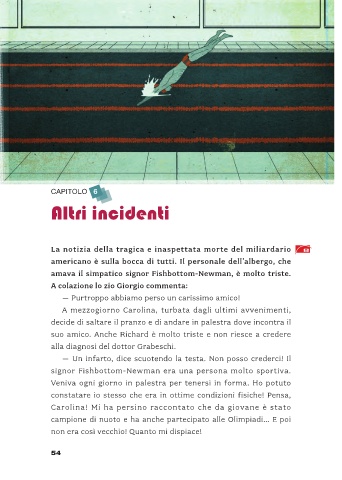 CAPITOLO 6
Altri incidenti
La notizia della tragica e inaspettata morte del miliardario
americano è sulla bocca di tutti. Il personale dell'albergo, che
amava il simpatico signor Fishbottom-Newman, è molto triste.
A colazione lo zio Giorgio commenta:
— Purtroppo abbiamo perso un carissimo amico!
A mezzogiorno Carolina, turbata dagli ultimi avvenimenti,
decide di saltare il pranzo e di andare in palestra dove incontra il
suo amico. Anche Richard è molto triste e non riesce a credere
alla diagnosi del dottor Grabeschi.
— Un infarto, dice scuotendo la testa. Non posso crederci! Il
signor Fishbottom-Newman era una persona molto sportiva.
Veniva ogni giorno in palestra per tenersi in forma. Ho potuto
constatare io stesso che era in ottime condizioni fisiche! Pensa,
Carolina! Mi ha persino raccontato che da giovane è stato
campione di nuoto e ha anche partecipato alle Olimpiadi... E poi
non era così vecchio! Quanto mi dispiace!
54